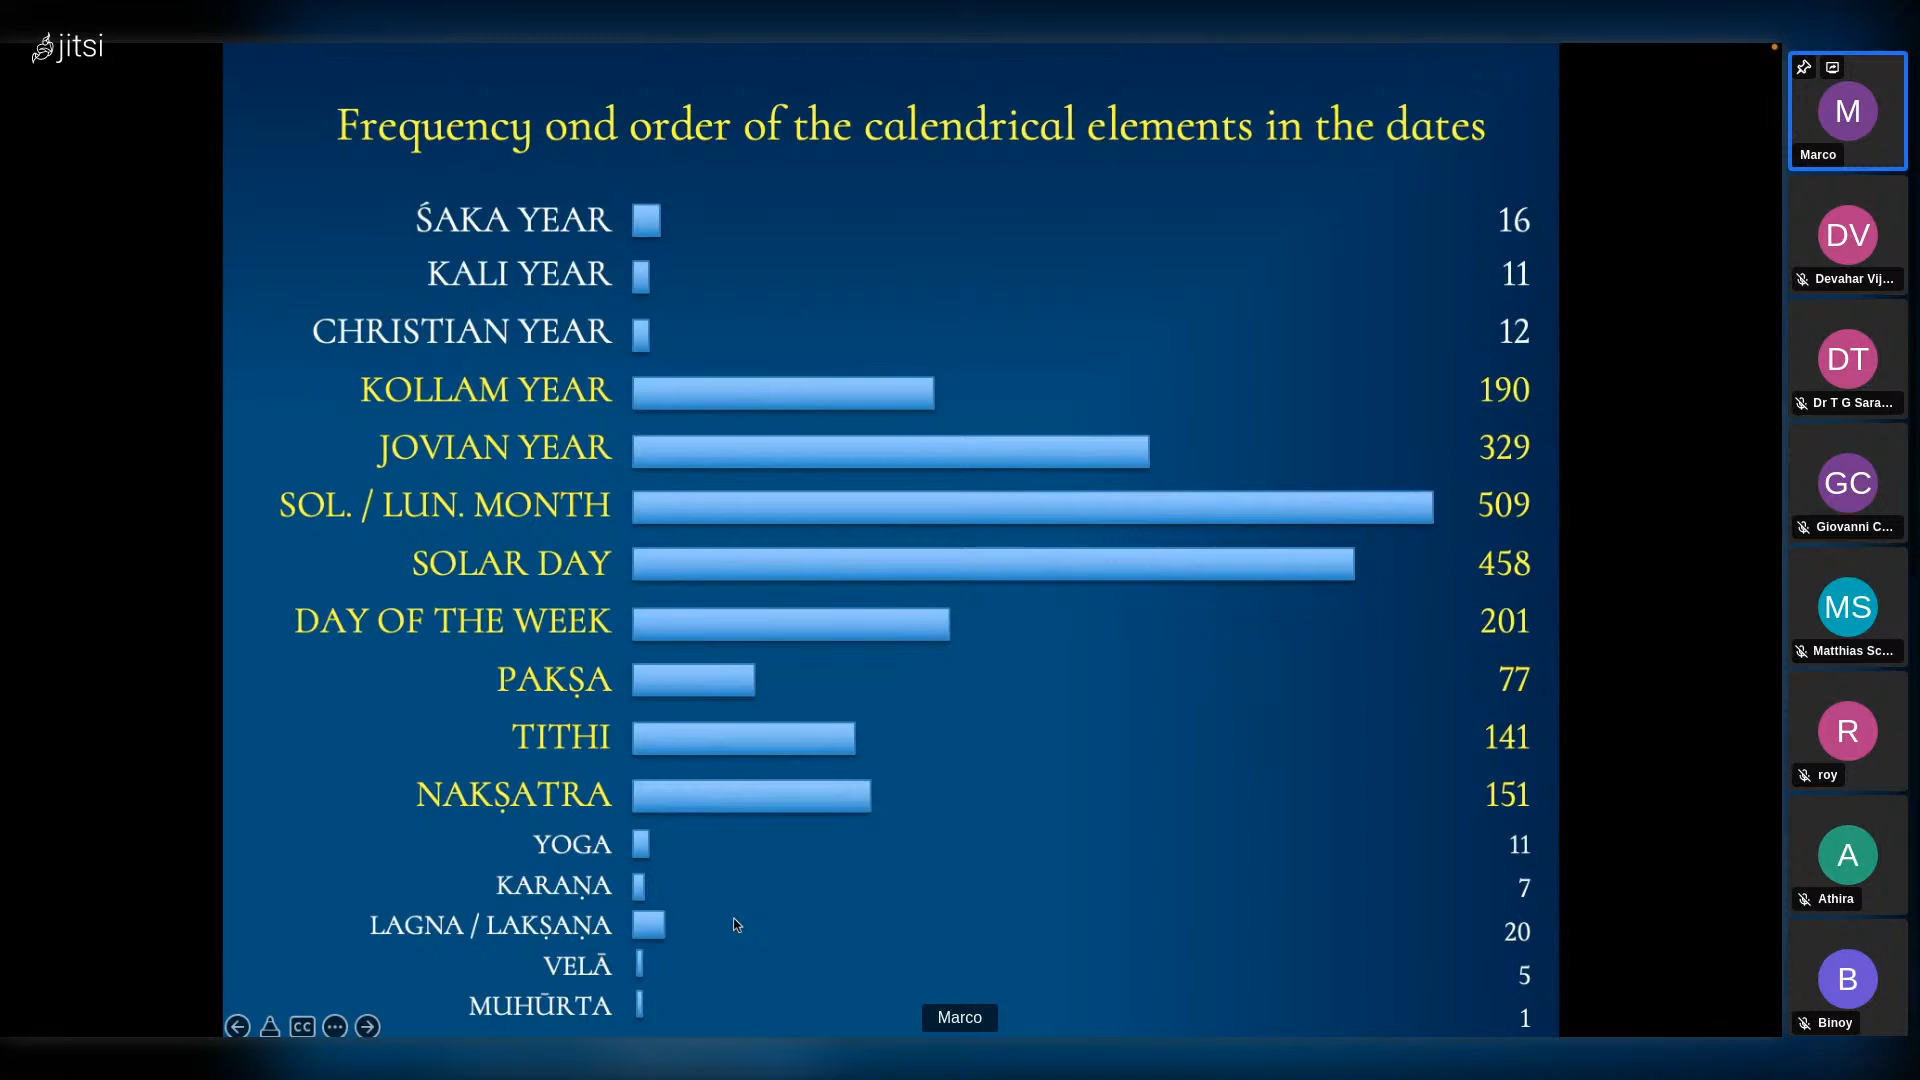 jitsi
Frequency ond order of the calendrical elements in the dates
ŚAKA YEAR 16
KALI YEAR 11
CHRISTIAN YEAR 12
KOLLAM YEAR 190
JOVIAN YEAR 329
SOL. / LUN. MONTH 509
SOLAR DAY 458
DAY OF THE WEEK 201
PAKṢA 77
TITHI 141
NAKṢATRA 151
YOGA 11
KARAṆA 7
LAGNA / LAKṢAṆA 20
VELĀ 5
MUHŪRTA 1
CC
Marco
M
Marco
DV
Devahar Vij...
DT
Dr T G Sara...
GC
Giovanni C...
MS
Matthias Sc...
R
roy
A
Athira
B
Binoy